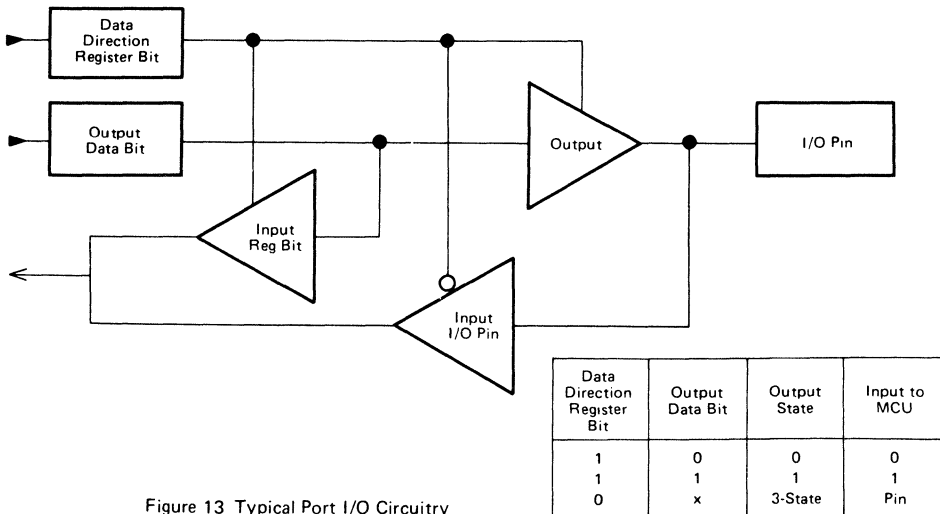 Data
Direction
Register Bit
Output
Data Bit
Output
I/O Pin
Input
Reg Bit
Input
I/O Pin
Data
Direction
Register
Bit
Output
Data Bit
Output
State
Input to
MCU
1 0 0 0
1 1 1 1
0 x 3-State Pin
Figure 13 Typical Port I/O Circuitry